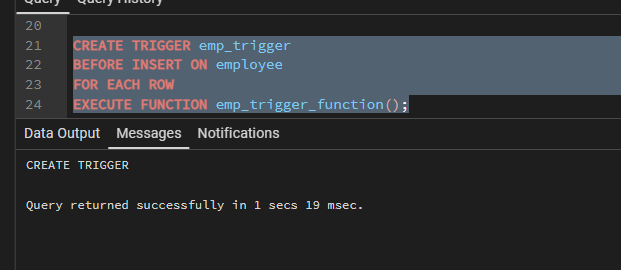 Query Query History
20
21 CREATE TRIGGER emp_trigger
22 BEFORE INSERT ON employee
23 FOR EACH ROW
24 EXECUTE FUNCTION emp_trigger_function();
Data Output Messages Notifications
CREATE TRIGGER
Query returned successfully in 1 secs 19 msec.